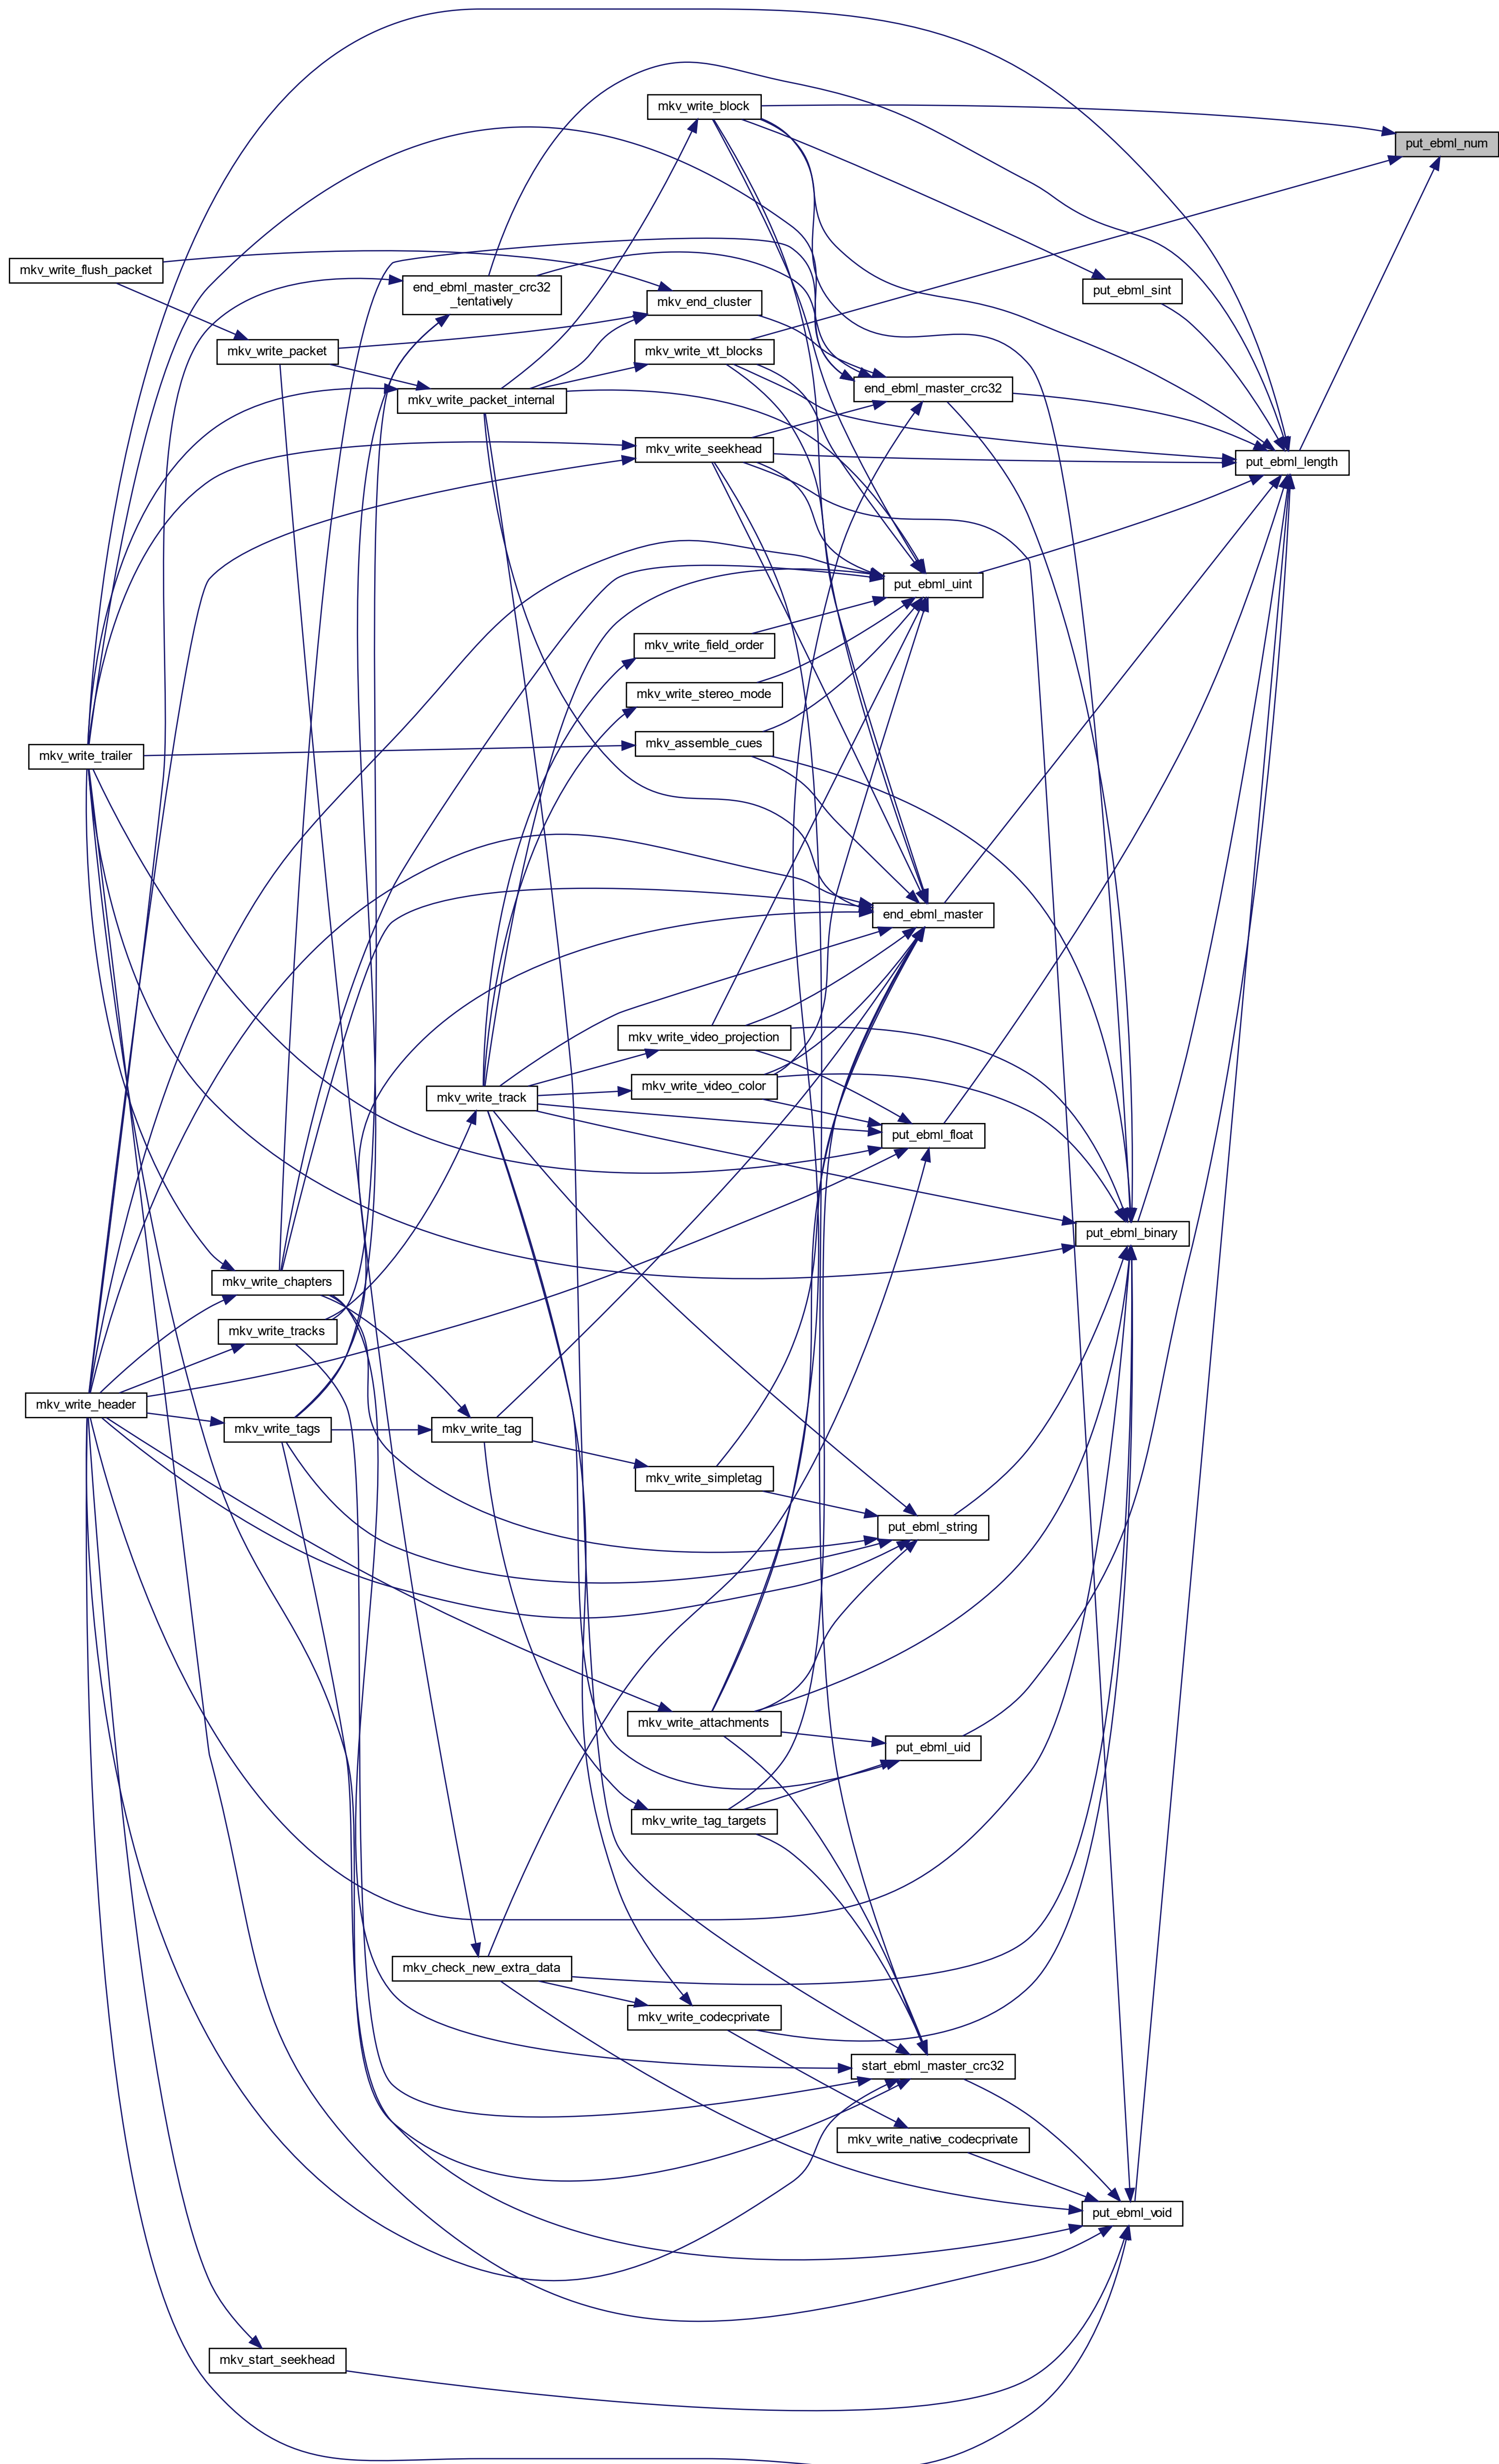 mkv_write_block
put_ebml_num
mkv_write_flush_packet
end_ebml_master_crc32
_tentatively
mkv_end_cluster
put_ebml_sint
mkv_write_packet
mkv_write_vtt_blocks
mkv_write_packet_internal
end_ebml_master_crc32
mkv_write_seekhead
put_ebml_length
put_ebml_uint
mkv_write_field_order
mkv_write_stereo_mode
mkv_write_trailer
mkv_assemble_cues
end_ebml_master
mkv_write_video_projection
mkv_write_track
mkv_write_video_color
put_ebml_float
put_ebml_binary
mkv_write_chapters
mkv_write_tracks
mkv_write_header
mkv_write_tags
mkv_write_tag
mkv_write_simpletag
put_ebml_string
mkv_write_attachments
put_ebml_uid
mkv_write_tag_targets
mkv_check_new_extra_data
mkv_write_codecprivate
start_ebml_master_crc32
mkv_write_native_codecprivate
put_ebml_void
mkv_start_seekhead